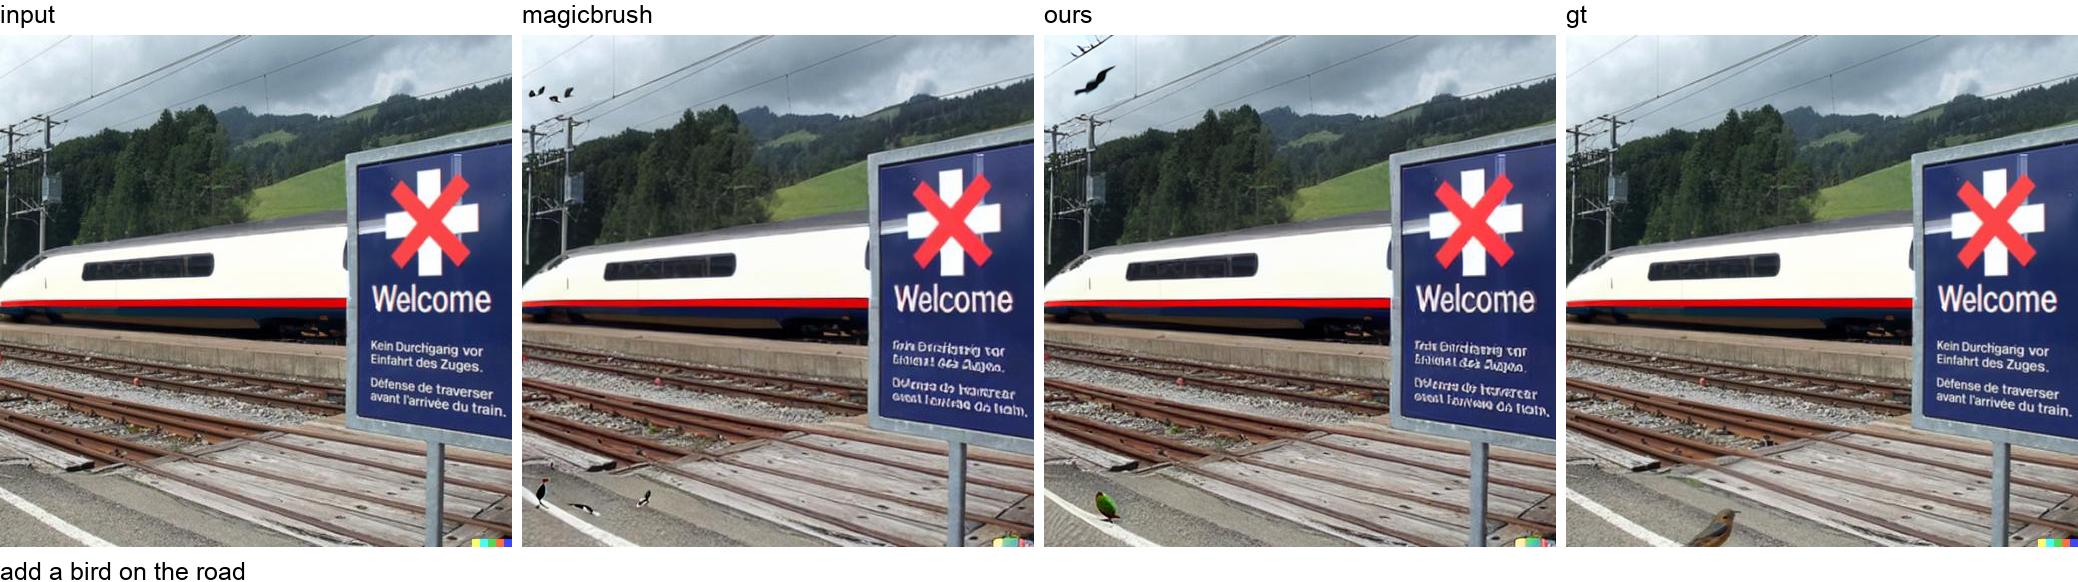 input
magicbrush
ours
gt
Welcome
Kein Durchgang vor
Einfahrt des Zuges.
Défense de traverser
avant l'arrivée du train.
Welcome
Welcome
Welcome
Kein Durchgang vor
Einfahrt des Zuges.
Défense de traverser
avant l'arrivée du train.
add a bird on the road